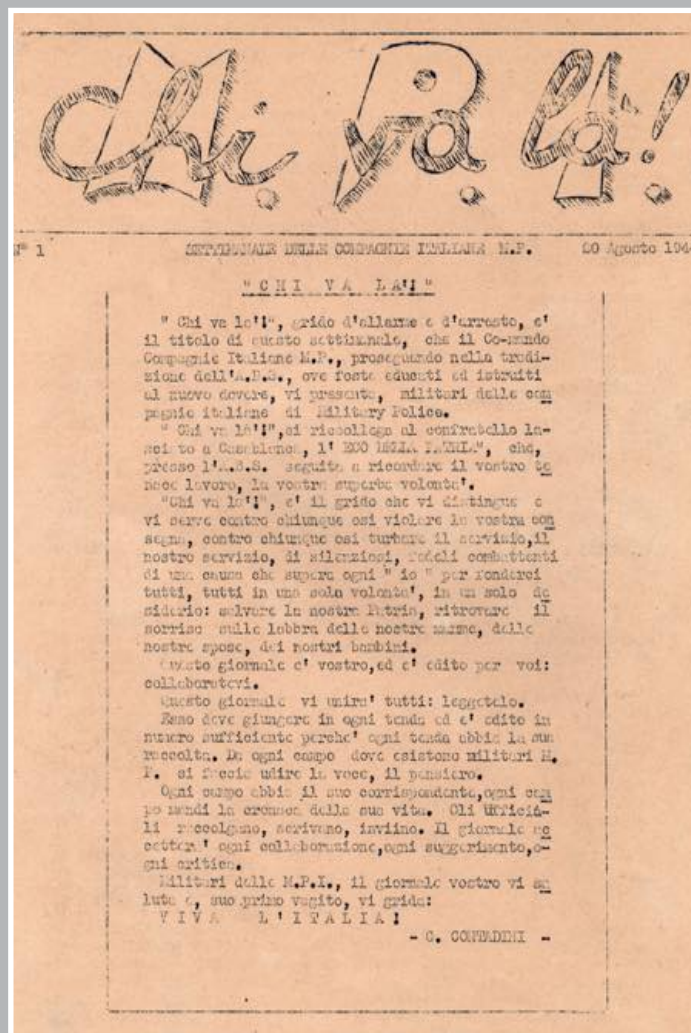 Chi va là!
N° 1 SETTIMANALE DELLE COMPAGNIE ITALIANE M.P. 20 Agosto 194
"CHI VA LA'!"
" Chi va la'!", grido d'allarme e d'arresto, e'
il titolo di questo settimanale, che il Comando
Compagnie Italiane M.P., proseguendo nella tradi-
zione dell'A.B.S., ove foste educati ed istruiti
al nuovo dovere, vi presenta, militari delle com
pagnie italiane di Military Police.
" Chi va là'!",si ricollega al confratello la-
sciato a Casablanca, l' ECO DELLA PATRIA", che,
presso l'A.B.S. seguita a ricordare il vostro te
nace lavoro, la vostra superba volonta'.
"Chi va la'!", e' il grido che vi distingue e
vi serve contro chiunque osi violare la vostra con
segna, contro chiunque osi turbare il servizio,il
nostro servizio, di silenziosi, fedeli combattenti
di una causa che supera ogni " io " per fonderci
tutti, tutti in una sola volonta', in un solo de
siderio: salvare la nostra Patria, ritrovare il
sorriso sulle labbra delle nostre mamme, delle
nostre spose, dei nostri bambini.
Questo giornale e' vostro,ed e' edito per voi:
collaboratevi.
Questo giornale vi unira' tutti: leggetelo.
Esso deve giungere in ogni tenda ed e' edito in
numero sufficiente perche' ogni tenda abbia la sua
raccolta. Da ogni campo dove esistono militari M.
P. si faccia udire la voce, il pensiero.
Ogni campo abbia il suo corrispondente,ogni cam
po mandi la cronaca della sua vita. Gli ufficia-
li raccolgano, scrivano, inviino. Il giornale ac
cettera' ogni collaborazione,ogni suggerimento,o-
gni critica.
Militari delle M.P.I., il giornale vostro vi sa
luta e, suo primo vagito, vi grida:
VIVA L'ITALIA!
- G. CONTADINI -